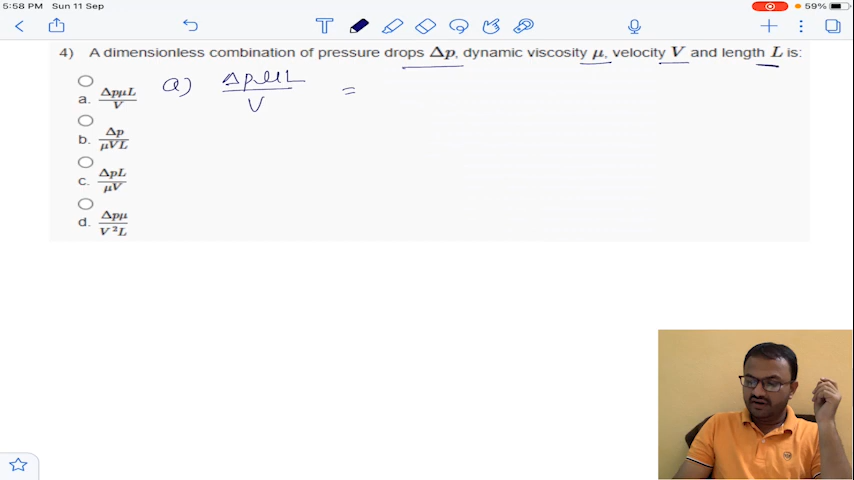 5:58 PM Sun 11 Sep
59%
T
4) A dimensionless combination of pressure drops Δp, dynamic viscosity μ, velocity V and length L is:
a. ΔpμL/V
a) ΔpμL/V =
b. Δp/μVL
c. ΔpL/μV
d. Δpμ/V²L